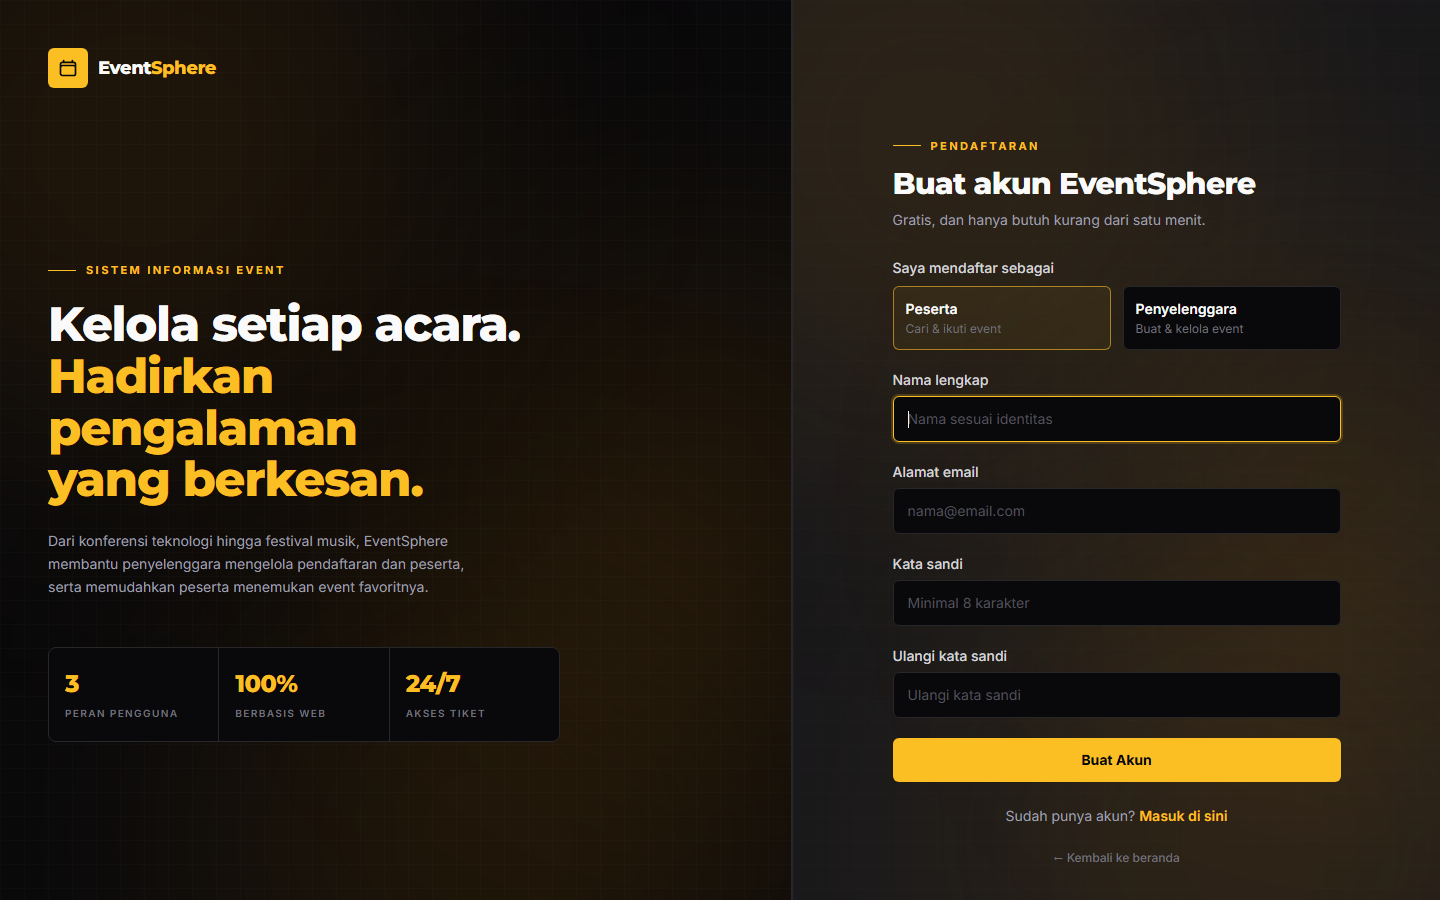 EventSphere
SISTEM INFORMASI EVENT
Kelola setiap acara.
Hadirkan
pengalaman
yang berkesan.
Dari konferensi teknologi hingga festival musik, EventSphere
membantu penyelenggara mengelola pendaftaran dan peserta,
serta memudahkan peserta menemukan event favoritnya.
3
PERAN PENGGUNA
100%
BERBASIS WEB
24/7
AKSES TIKET
PENDAFTARAN
Buat akun EventSphere
Gratis, dan hanya butuh kurang dari satu menit.
Saya mendaftar sebagai
Peserta
Cari & ikuti event
Penyelenggara
Buat & kelola event
Nama lengkap
Nama sesuai identitas
Alamat email
nama@email.com
Kata sandi
Minimal 8 karakter
Ulangi kata sandi
Ulangi kata sandi
Buat Akun
Sudah punya akun? Masuk di sini
← Kembali ke beranda